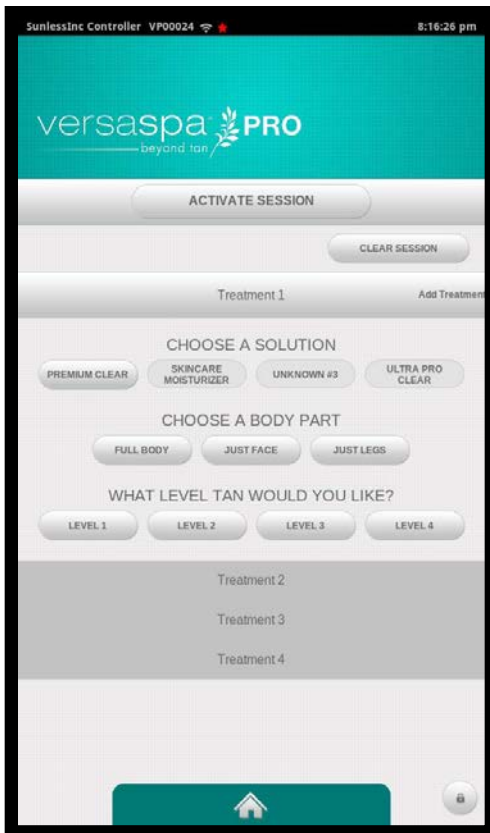 SunlessInc Controller VP00024
8:16:26 pm
versaspa PRO
beyond tan
ACTIVATE SESSION
CLEAR SESSION
Treatment 1
Add Treatment
CHOOSE A SOLUTION
PREMIUM CLEAR
SKINCARE
MOISTURIZER
UNKNOWN #3
ULTRA PRO
CLEAR
CHOOSE A BODY PART
FULL BODY
JUST FACE
JUST LEGS
WHAT LEVEL TAN WOULD YOU LIKE?
LEVEL 1
LEVEL 2
LEVEL 3
LEVEL 4
Treatment 2
Treatment 3
Treatment 4